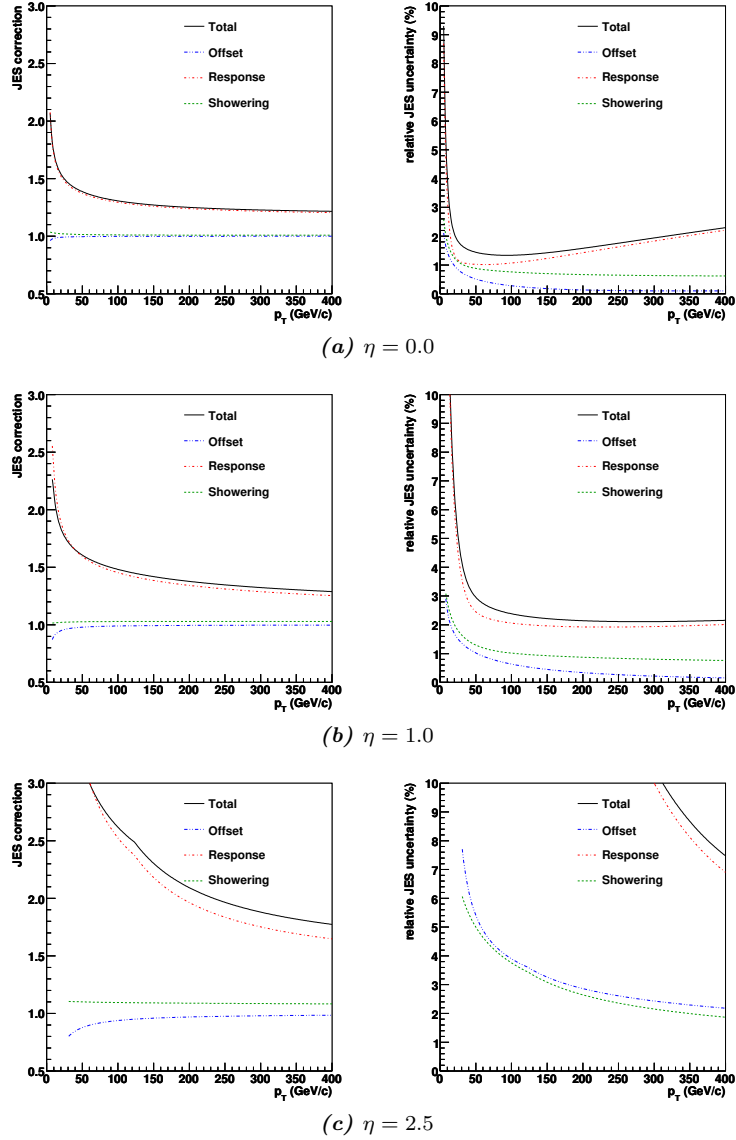 JES correction
3.0
2.5
2.0
1.5
1.0
0.5
0 50 100 150 200 250 300 350 400
p_T (GeV/c)
Total
Offset
Response
Showering
relative JES uncertainty (%)
10
9
8
7
6
5
4
3
2
1
0
0 50 100 150 200 250 300 350 400
p_T (GeV/c)
Total
Offset
Response
Showering
(a) η = 0.0
JES correction
3.0
2.5
2.0
1.5
1.0
0.5
0 50 100 150 200 250 300 350 400
p_T (GeV/c)
Total
Offset
Response
Showering
relative JES uncertainty (%)
10
9
8
7
6
5
4
3
2
1
0
0 50 100 150 200 250 300 350 400
p_T (GeV/c)
Total
Offset
Response
Showering
(b) η = 1.0
JES correction
3.0
2.5
2.0
1.5
1.0
0.5
0 50 100 150 200 250 300 350 400
p_T (GeV/c)
Total
Offset
Response
Showering
relative JES uncertainty (%)
10
9
8
7
6
5
4
3
2
1
0
0 50 100 150 200 250 300 350 400
p_T (GeV/c)
Total
Offset
Response
Showering
(c) η = 2.5